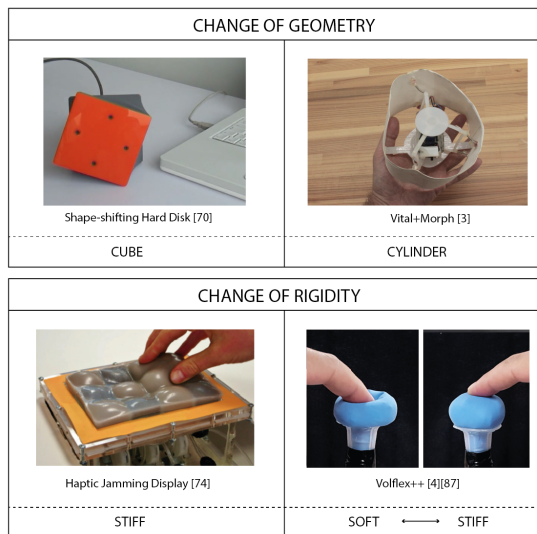 CHANGE OF GEOMETRY
Shape-shifting Hard Disk [70]
Vital+Morph [3]
CUBE
CYLINDER
CHANGE OF RIGIDITY
Haptic Jamming Display [74]
Volflex++ [4][87]
STIFF
SOFT ⟷ STIFF